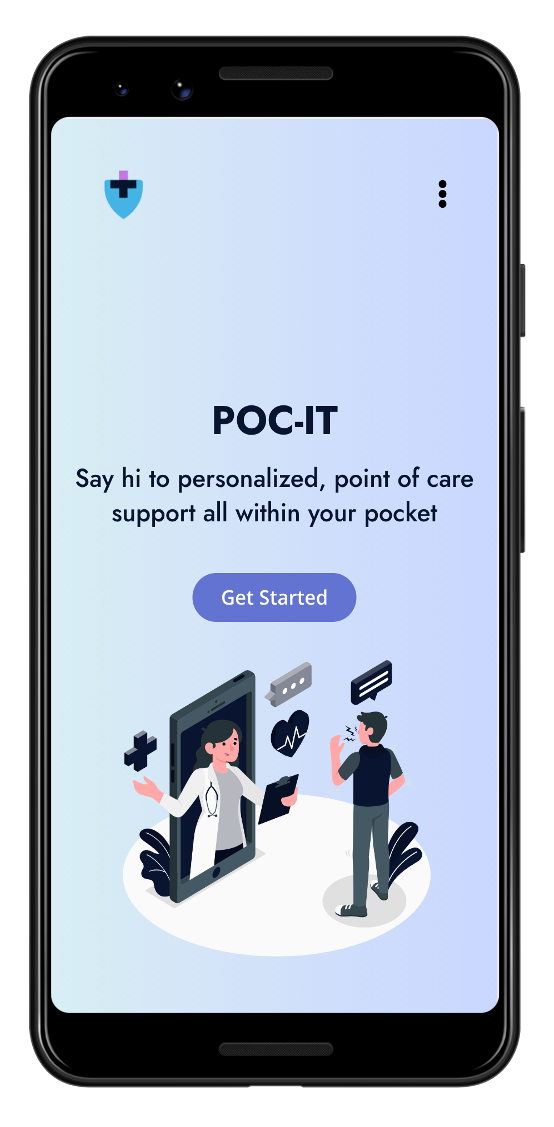 POC-IT
Say hi to personalized, point of care
support all within your pocket
Get Started